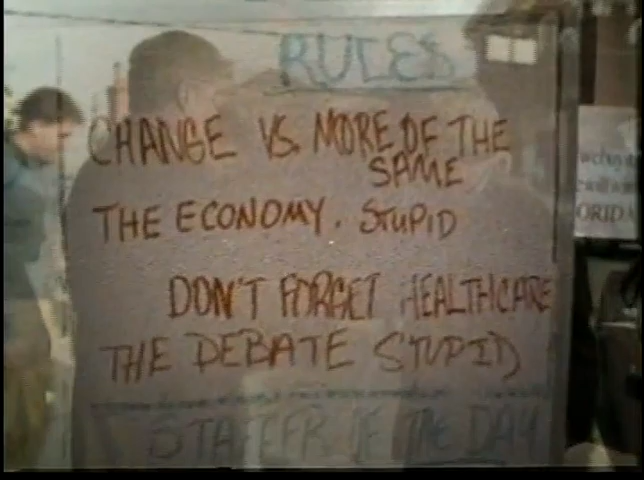 RULES
CHANGE VS. MORE OF THE
SAME
THE ECONOMY. STUPID
DON'T FORGET HEALTHCARE
THE DEBATE STUPID
STAFFER OF THE DAY
ORIDA